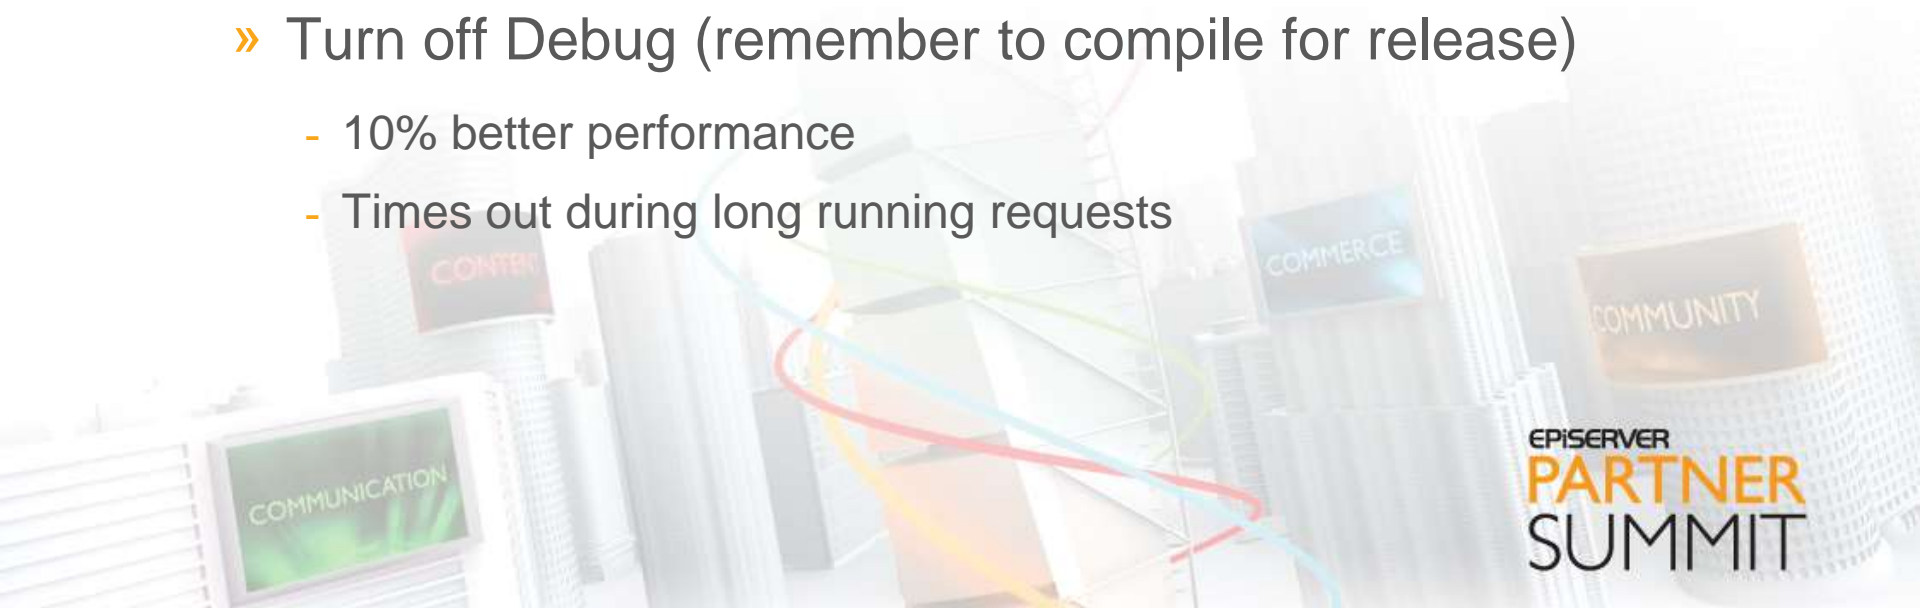 » Turn off Debug (remember to compile for release)
- 10% better performance
- Times out during long running requests
CONTENT
COMMERCE
COMMUNITY
COMMUNICATION
EPiSERVER
PARTNER
SUMMIT